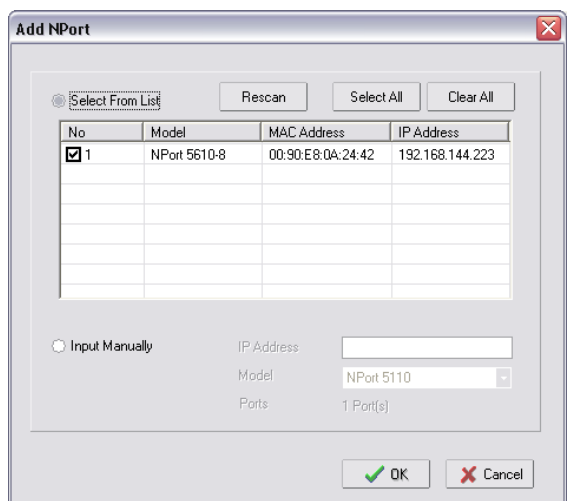 Add NPort
Select From List Rescan Select All Clear All
No Model MAC Address IP Address
1 NPort 5610-8 00:90:E8:0A:24:42 192.168.144.223
Input Manually IP Address
Model NPort 5110
Ports 1 Port(s)
OK Cancel